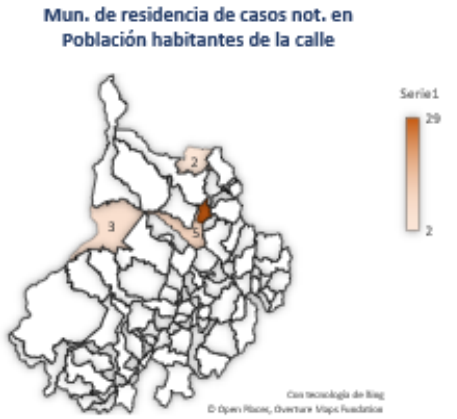 Mun. de residencia de casos not. en
Población habitantes de la calle
Serie1
29
2
2
3
5
Con tecnología de Bing
© Open Places, Overture Maps Fundation